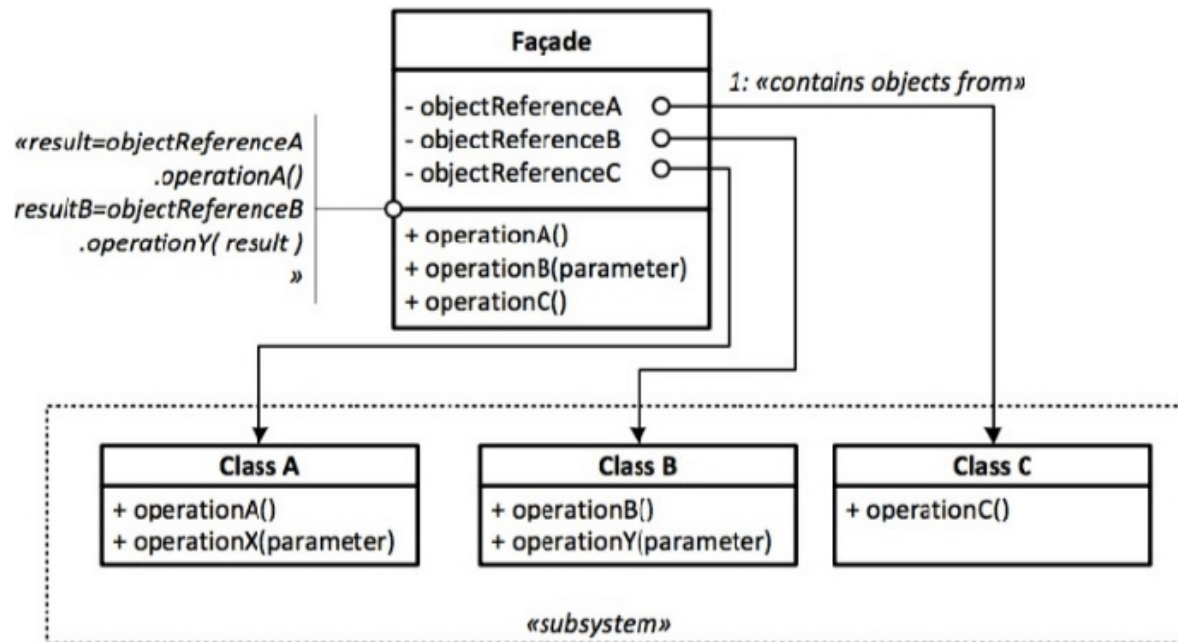 Façade
1: «contains objects from»
- objectReferenceA
- objectReferenceB
- objectReferenceC
«result=objectReferenceA
.operationA()
resultB=objectReferenceB
.operationY( result )
»
+ operationA()
+ operationB(parameter)
+ operationC()
Class A
+ operationA()
+ operationX(parameter)
Class B
+ operationB()
+ operationY(parameter)
Class C
+ operationC()
«subsystem»